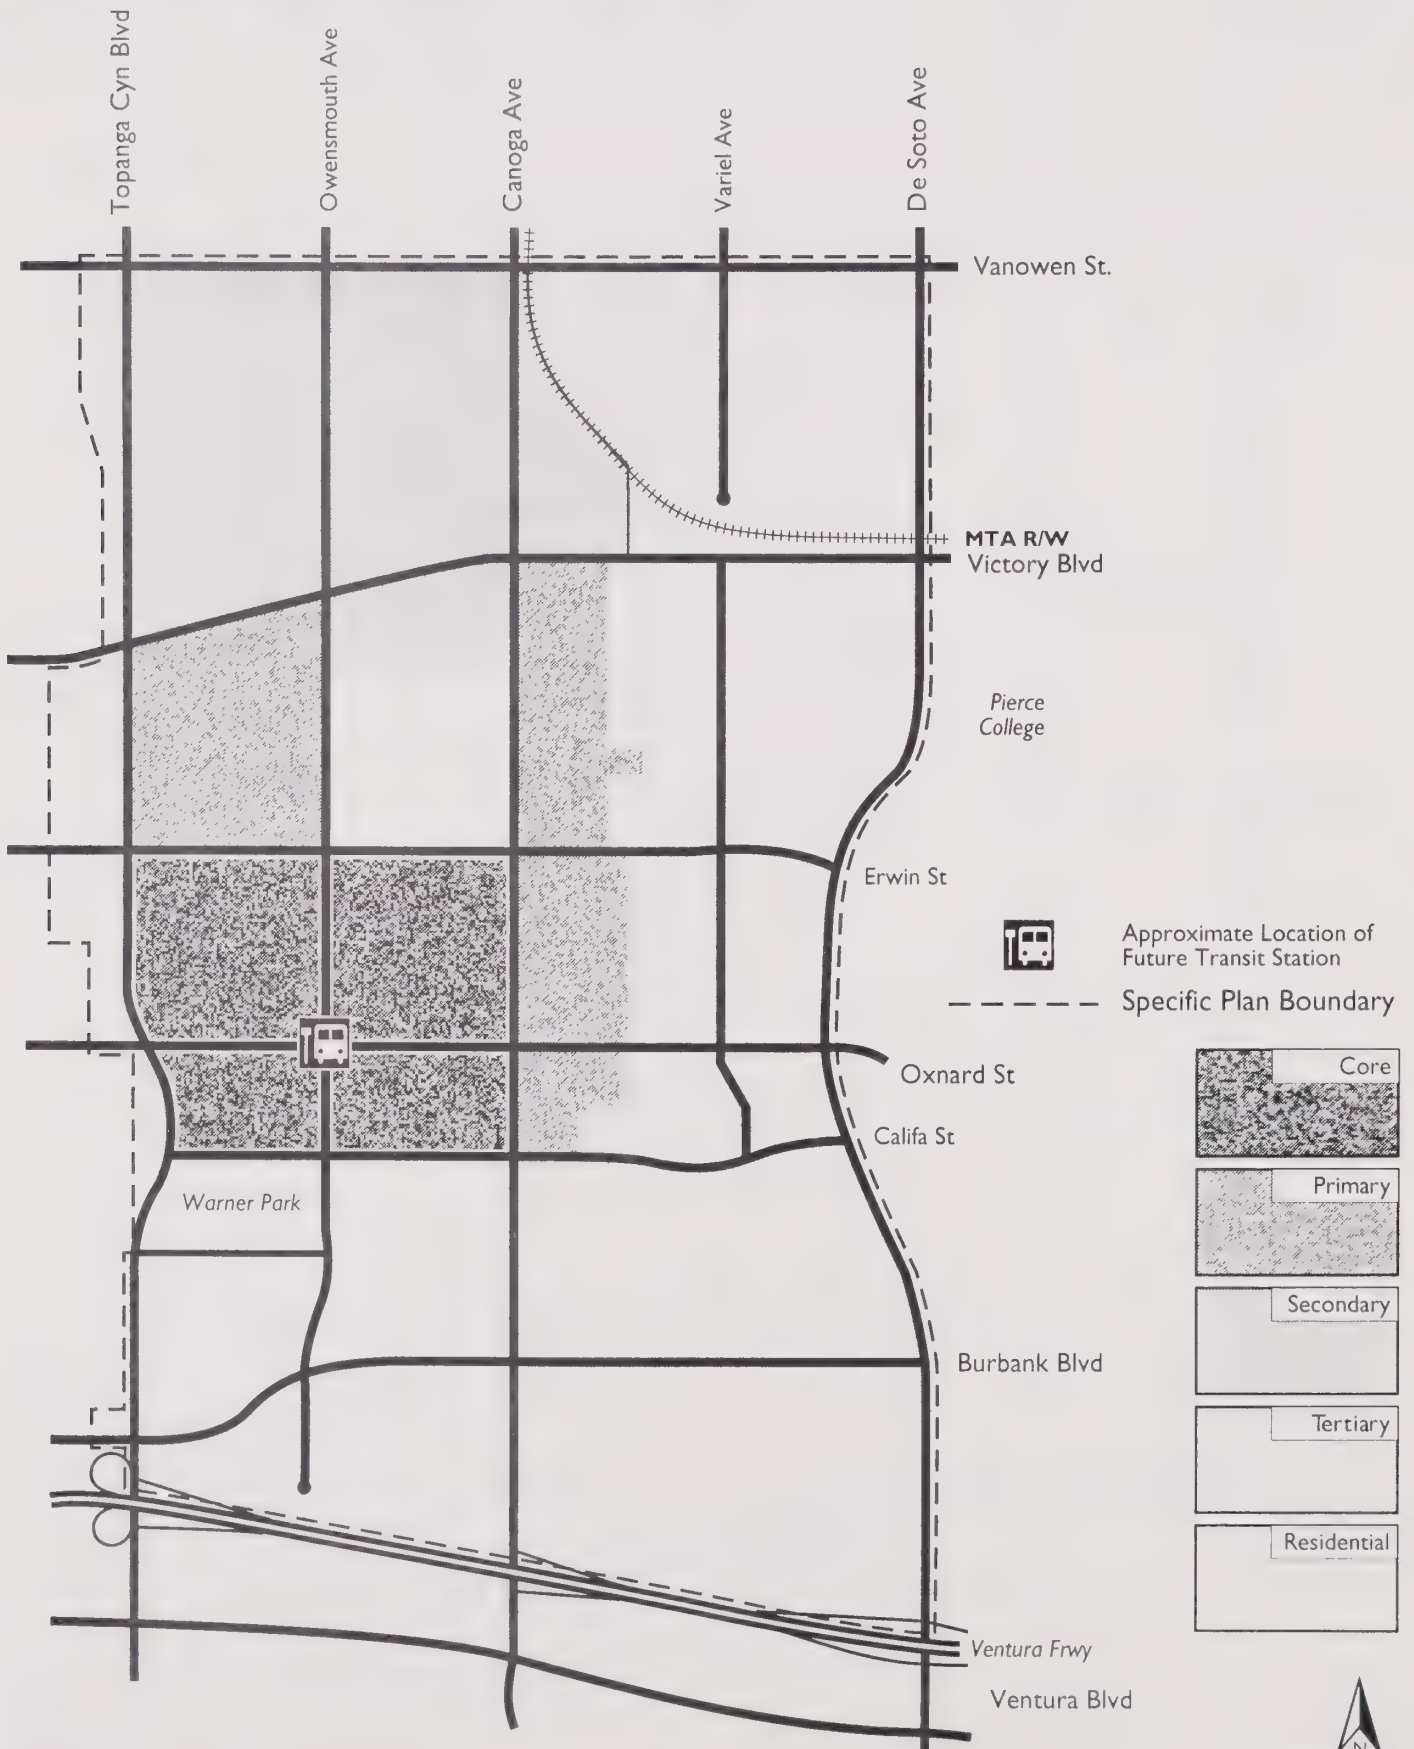 Topanga Cyn Blvd
Owensmouth Ave
Canoga Ave
Variel Ave
De Soto Ave
Vanowen St.
MTA R/W
Victory Blvd
Pierce
College
Erwin St
Approximate Location of
Future Transit Station
Specific Plan Boundary
Oxnard St
Core
Califa St
Primary
Warner Park
Secondary
Burbank Blvd
Tertiary
Residential
Ventura Frwy
Ventura Blvd
N